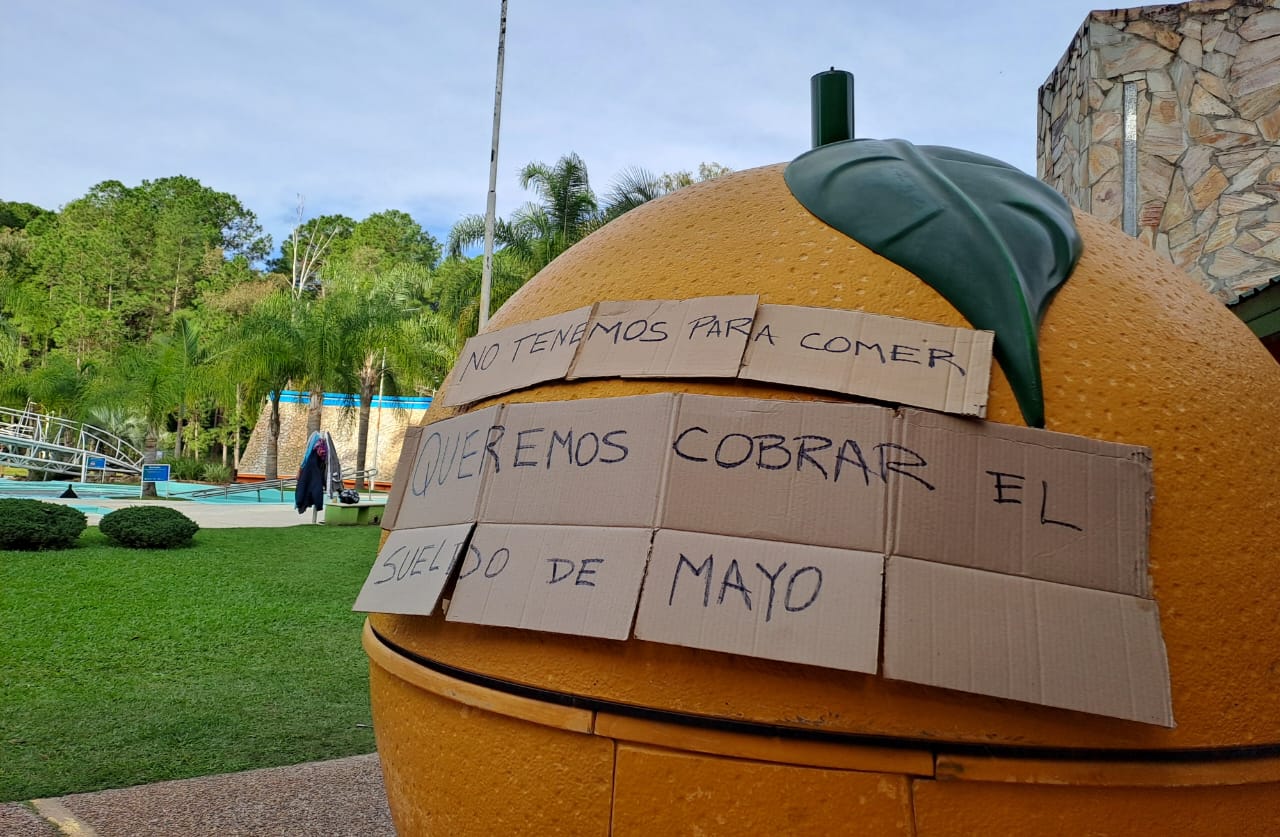 NO TENEMOS PARA COMER
QUEREMOS COBRAR EL
SUELDO DE MAYO